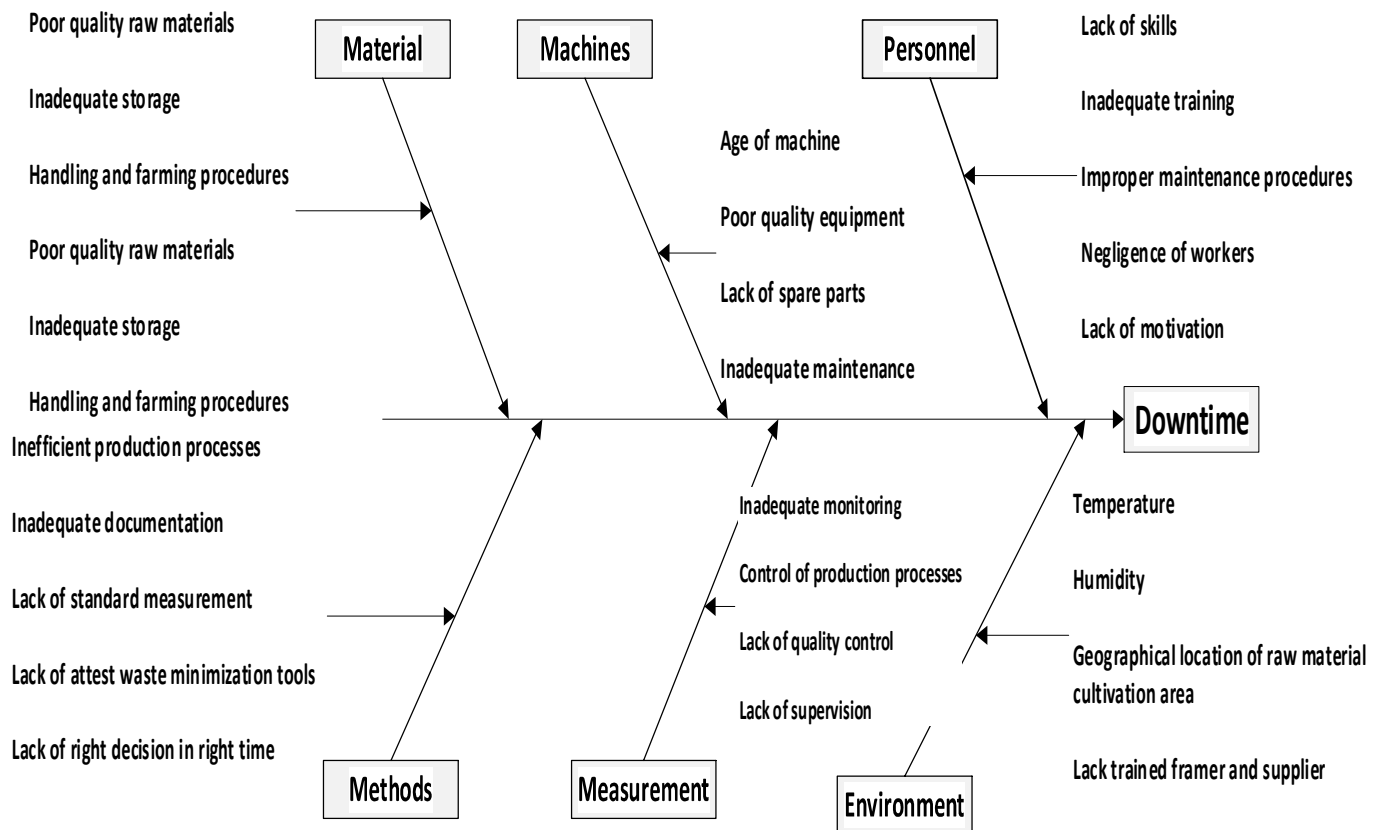 Poor quality raw materials
Inadequate storage
Handling and farming procedures
Poor quality raw materials
Inadequate storage
Handling and farming procedures
Material
Machines
Age of machine
Poor quality equipment
Lack of spare parts
Inadequate maintenance
Personnel
Lack of skills
Inadequate training
Improper maintenance procedures
Negligence of workers
Lack of motivation
Downtime
Inefficient production processes
Inadequate documentation
Lack of standard measurement
Lack of attest waste minimization tools
Lack of right decision in right time
Methods
Inadequate monitoring
Control of production processes
Lack of quality control
Lack of supervision
Measurement
Temperature
Humidity
Geographical location of raw material
cultivation area
Lack trained framer and supplier
Environment